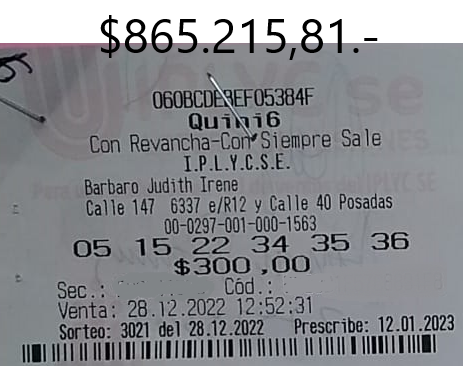 $865.215,81.-
Quini6
Con Revancha-Con Siempre Sale
I.P.L.Y.C.S.E.
Barbaro Judith Irene
Calle 147 6337 e/R12 y Calle 40 Posadas
00-0297-001-000-1563
05 15 22 34 35 36
$300,00
Sec.: Cód.:
Venta: 28.12.2022 12:52:31
Sorteo: 3021 del 28.12.2022 Prescribe: 12.01.2023